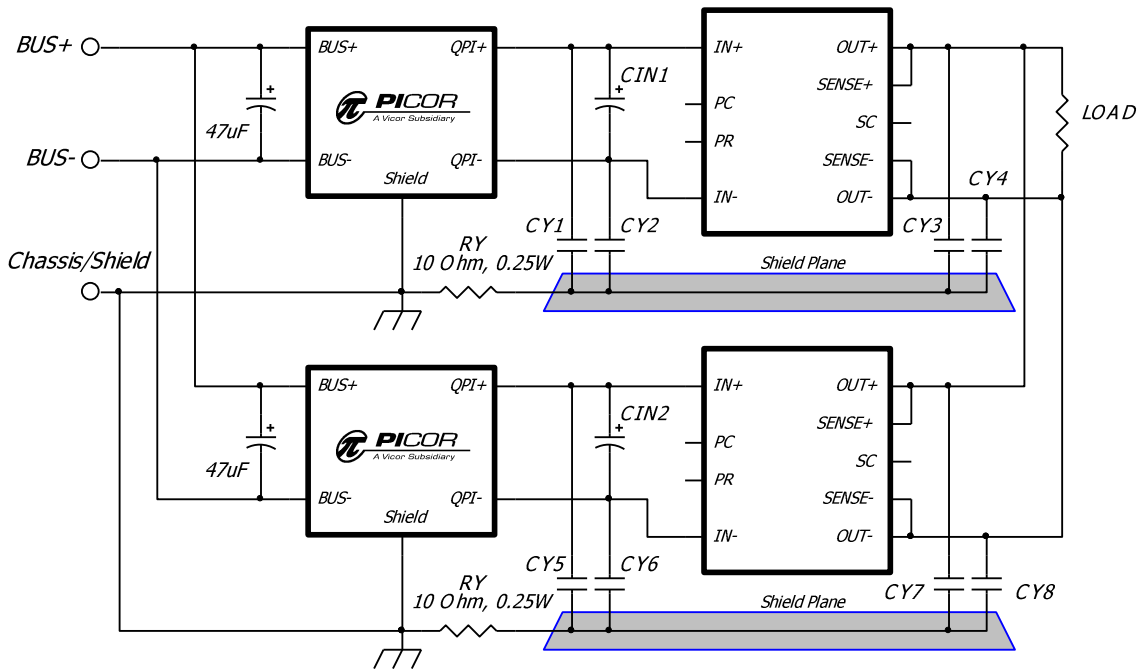 BUS+
BUS-
Chassis/Shield
BUS+
QPI+
PICOR
A Vicor Subsidiary
BUS-
QPI-
Shield
47uF
CIN1
CY1
CY2
RY
10 Ohm, 0.25W
IN+
OUT+
SENSE+
PC
SC
PR
SENSE-
IN-
OUT-
LOAD
CY4
CY3
Shield Plane
BUS+
QPI+
PICOR
A Vicor Subsidiary
BUS-
QPI-
Shield
47uF
CIN2
CY5
CY6
RY
10 Ohm, 0.25W
IN+
OUT+
SENSE+
PC
SC
PR
SENSE-
IN-
OUT-
CY7
CY8
Shield Plane